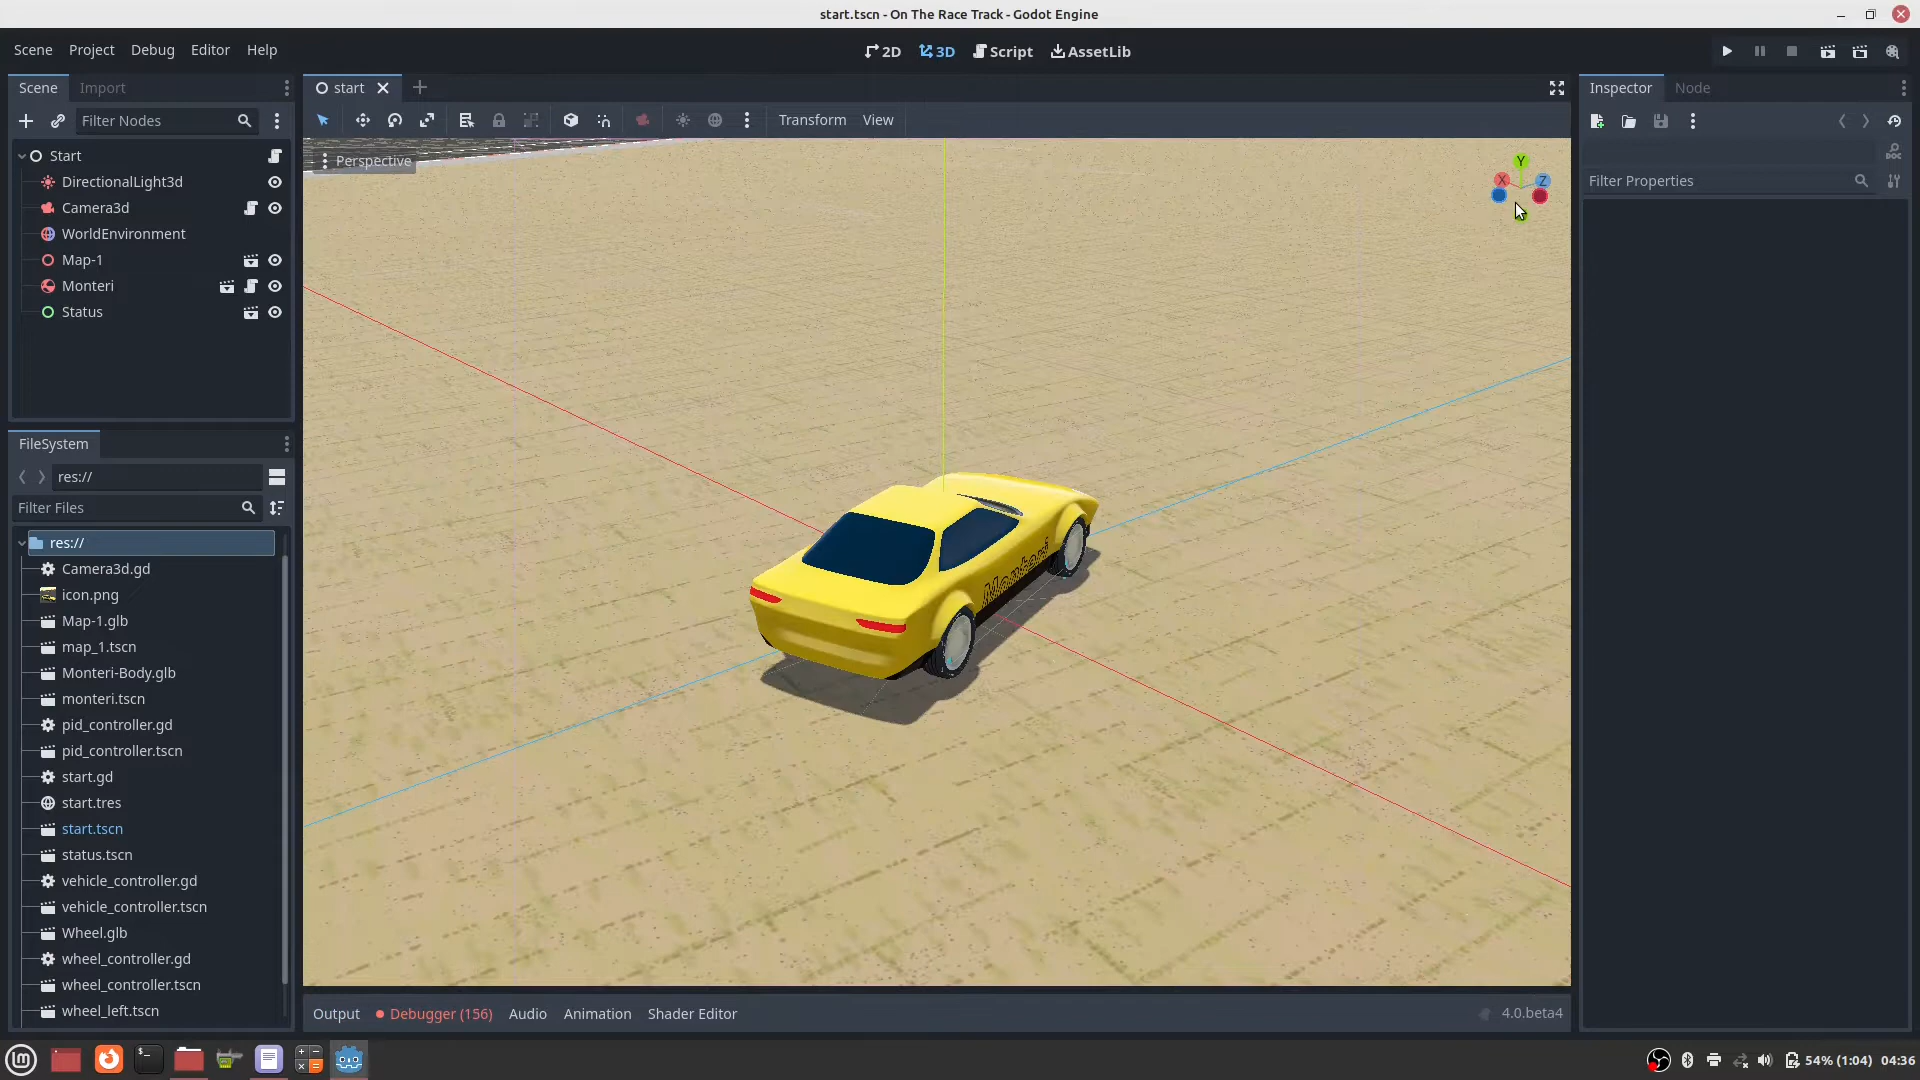 start.tscn - On The Race Track - Godot Engine
Scene Project Debug Editor Help
2D 3D Script AssetLib
Scene Import
Filter Nodes
Start
DirectionalLight3d
Camera3d
WorldEnvironment
Map-1
Monteri
Status
FileSystem
res://
Filter Files
res://
Camera3d.gd
icon.png
Map-1.glb
map_1.tscn
Monteri-Body.glb
monteri.tscn
pid_controller.gd
pid_controller.tscn
start.gd
start.tres
start.tscn
status.tscn
vehicle_controller.gd
vehicle_controller.tscn
Wheel.glb
wheel_controller.gd
wheel_controller.tscn
wheel_left.tscn
start
Transform View
Perspective
Y
X Z
Monteri
Output Debugger (156) Audio Animation Shader Editor
4.0.beta4
Inspector Node
DOC
Filter Properties
54% (1:04) 04:36